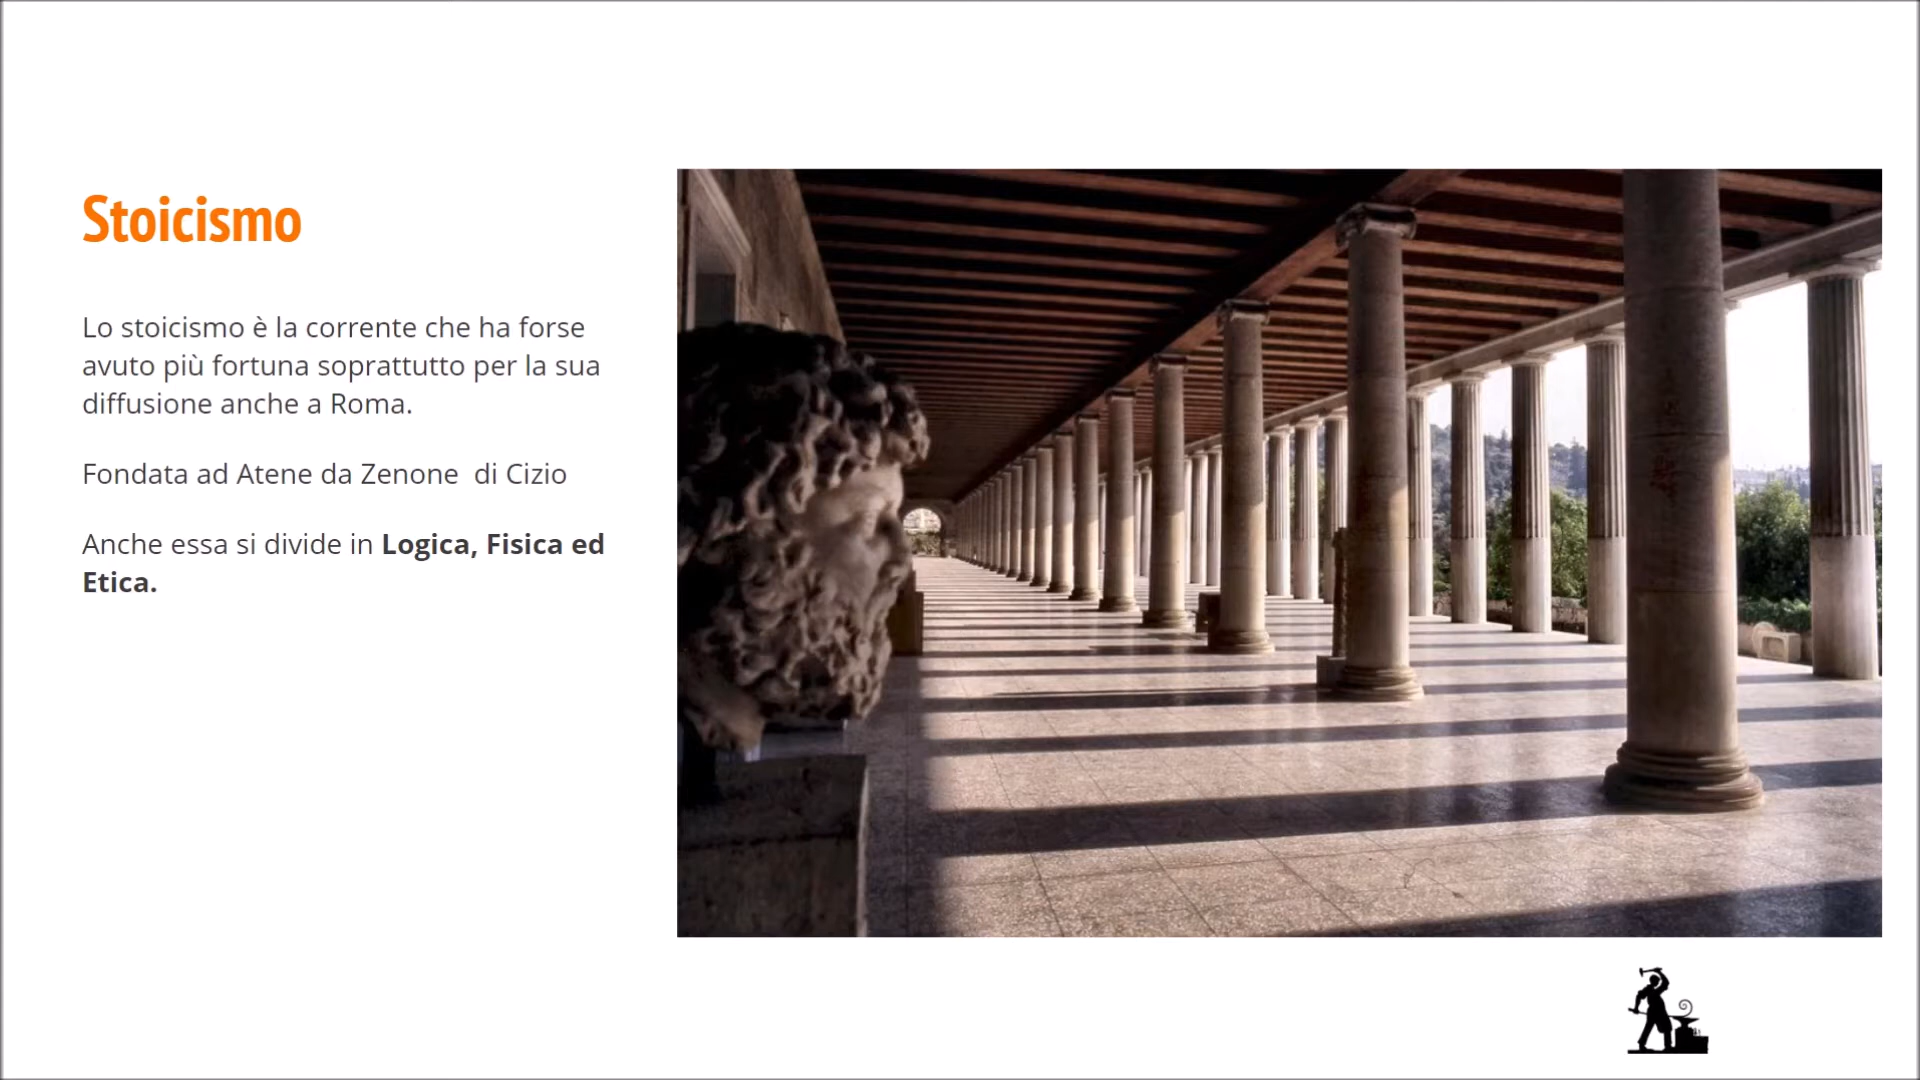 Stoicismo
Lo stoicismo è la corrente che ha forse
avuto più fortuna soprattutto per la sua
diffusione anche a Roma.
Fondata ad Atene da Zenone  di Cizio
Anche essa si divide in Logica, Fisica ed
Etica.